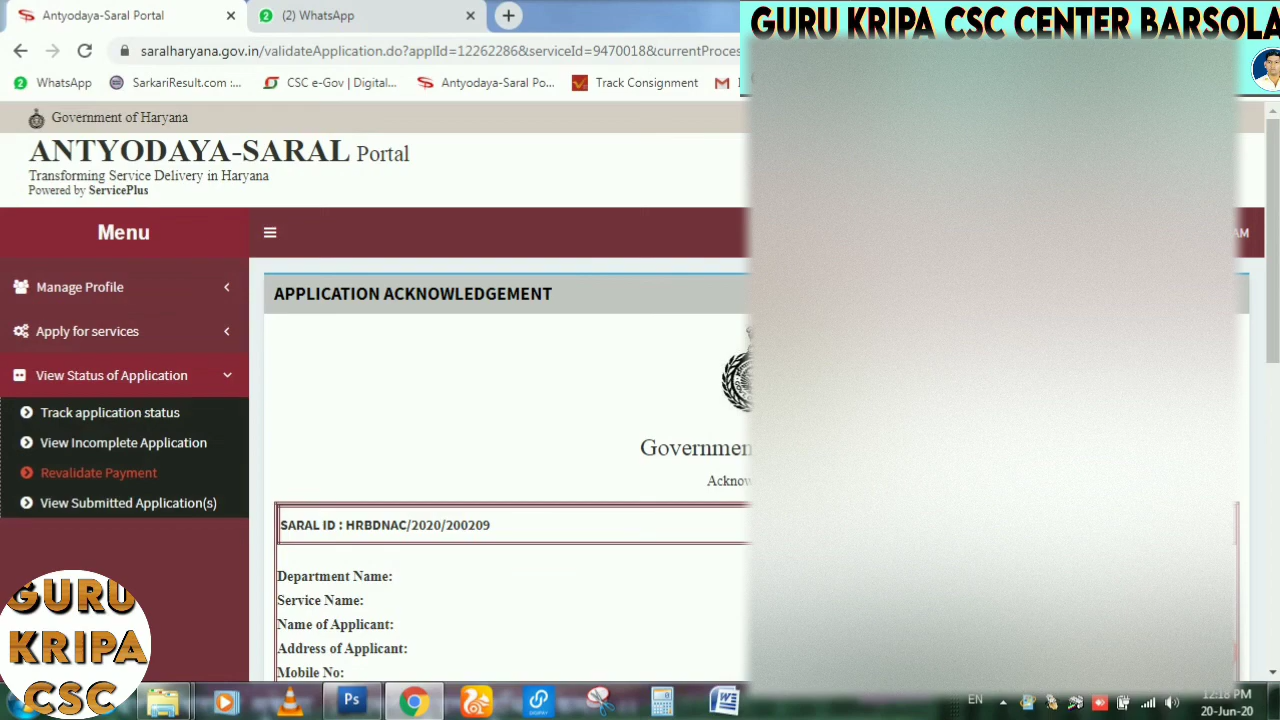 Antyodaya-Saral Portal
(2) WhatsApp
GURU KRIPA CSC CENTER BARSOLA
saralharyana.gov.in/validateApplication.do?applId=12262286&serviceId=9470018&currentProces
WhatsApp
SarkariResult.com :...
CSC e-Gov | Digital...
Antyodaya-Saral Po...
Track Consignment
Government of Haryana
ANTYODAYA-SARAL Portal
Transforming Service Delivery in Haryana
Powered by ServicePlus
Menu
AM
Manage Profile
APPLICATION ACKNOWLEDGEMENT
Apply for services
View Status of Application
Track application status
View Incomplete Application
Governmen
Revalidate Payment
Acknow
View Submitted Application(s)
SARAL ID : HRBDNAC/2020/200209
Department Name:
Service Name:
Name of Applicant:
Address of Applicant:
Mobile No:
GURU
KRIPA
CSC
Ps
EN
12:18 PM
20-Jun-20